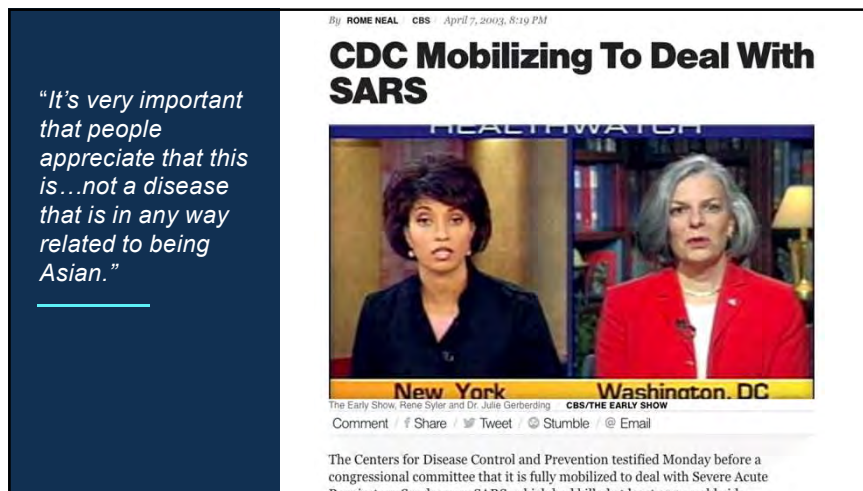 “It’s very important
that people
appreciate that this
is…not a disease
that is in any way
related to being
Asian.”
By ROME NEAL / CBS / April 7, 2003, 8:19 PM
CDC Mobilizing To Deal With
SARS
HEALTHWATCH
New York
Washington, DC
The Early Show, Rene Syler and Dr. Julie Gerberding / CBS/THE EARLY SHOW
Comment / Share / Tweet / Stumble / @ Email
The Centers for Disease Control and Prevention testified Monday before a
congressional committee that it is fully mobilized to deal with Severe Acute